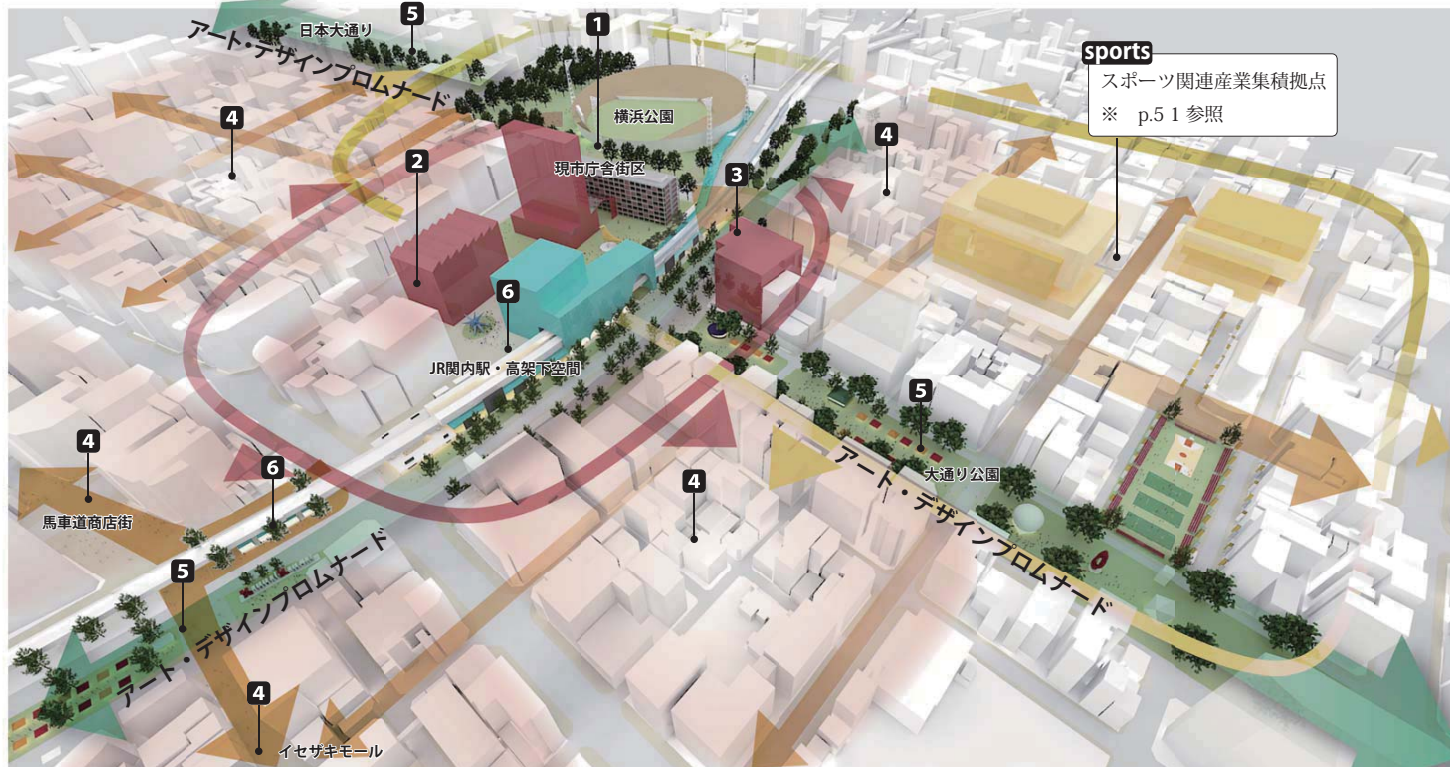 5
日本大通り
アート・デザインプロムナード
1
横浜公園
4
現市庁舎街区
2
3
4
sports
スポーツ関連産業集積拠点
※ p.5 1 参照
6
JR関内駅・高架下空間
5
大通り公園
アート・デザインプロムナード
4
馬車道商店街
6
4
5
アート・デザインプロムナード
4
イセザキモール